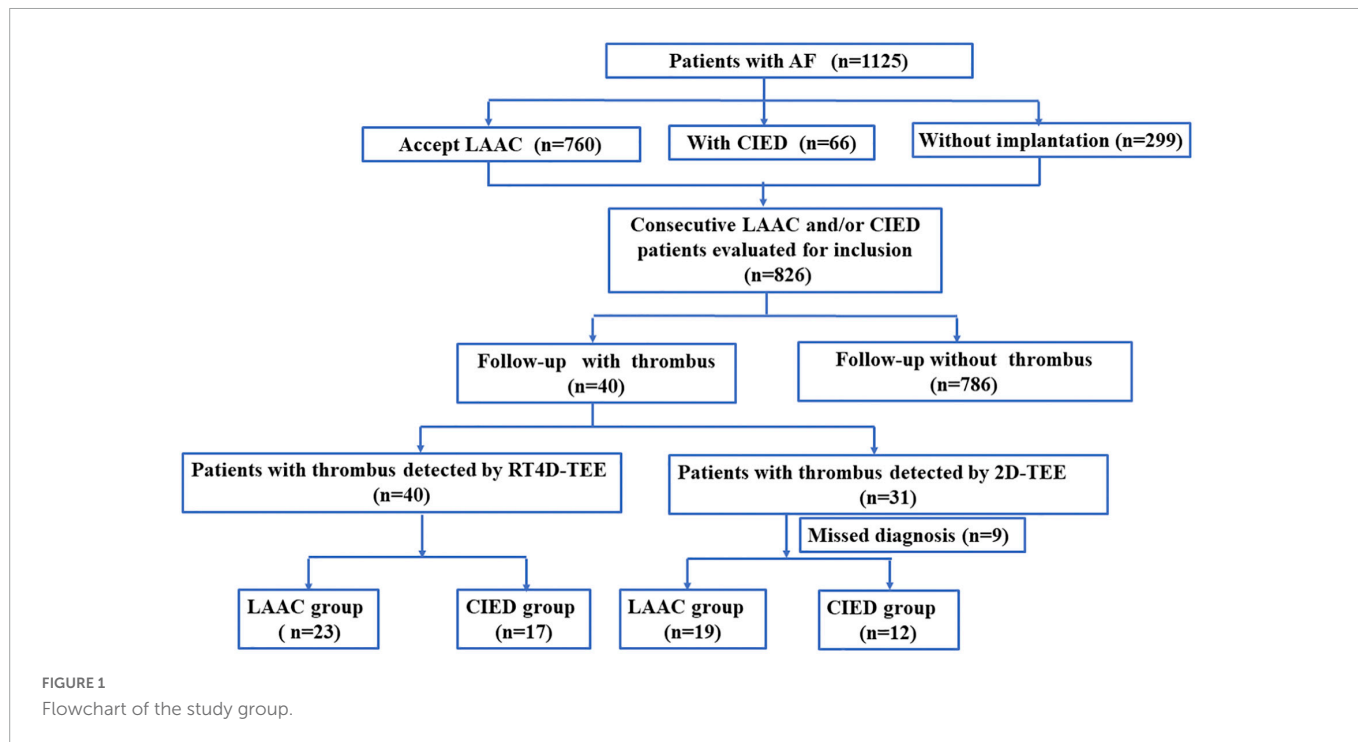 Patients with AF (n=1125)
Accept LAAC (n=760)
With CIED (n=66)
Without implantation (n=299)
Consecutive LAAC and/or CIED
patients evaluated for inclusion
(n=826)
Follow-up with thrombus
(n=40)
Follow-up without thrombus
(n=786)
Patients with thrombus detected by RT4D-TEE
(n=40)
Patients with thrombus detected by 2D-TEE
(n=31)
Missed diagnosis (n=9)
LAAC group
( n=23)
CIED group
(n=17)
LAAC group
(n=19)
CIED group
(n=12)
FIGURE 1
Flowchart of the study group.